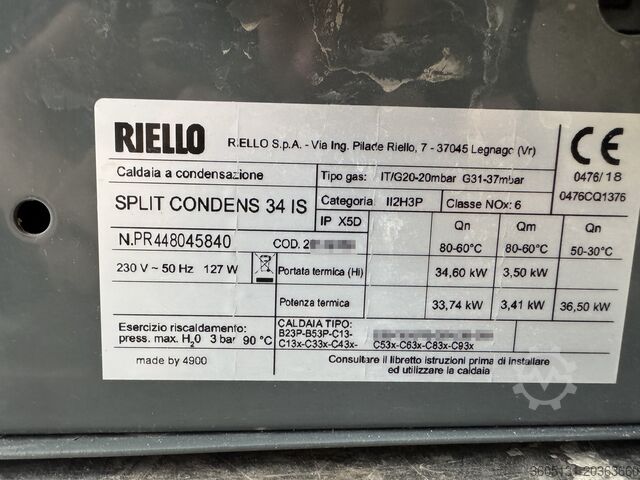 RIELLO
R.ELLO S.p.A. - Via Ing. Pilade Riello, 7 - 37045 Legnago (Vr)
CE
0476/18
0476CQ1376
Caldaia a condensazione
Tipo gas: IT/G20-20mbar G31-37mbar
SPLIT CONDENS 34 IS
Categoria II2H3P Classe NOx: 6
IP X5D
Qn Qm Qn
80-60°C 80-60°C 50-30°C
N.PR448045840 COD. 2
230 V ~ 50 Hz 127 W
Portata termica (Hi) 34,60 kW 3,50 kW
Potenza termica 33,74 kW 3,41 kW 36,50 kW
Esercizio riscaldamento:
press. max. H2O 3 bar 90 °C
CALDAIA TIPO:
B23P-B53P-C13-
C13x-C33x-C43x- C53x-C63x-C83x-C93x
made by 4900
Consultare il libretto istruzioni prima di installare
ed utilizzare la caldaia
3605131-20363666